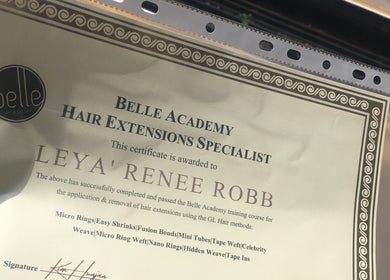 belle
BELLE ACADEMY
HAIR EXTENSIONS SPECIALIST
This certificate is awarded to
LEYA' RENEE ROBB
The above has successfully completed and passed the Belle Academy training course for
the application & removal of hair extensions using the GL Hair methods:
Micro Rings|Easy Shrinks|Fusion Bonds|Mini Tubes|Tape Weft|Celebrity
Weave|Micro Ring Weft|Nano Rings|Hidden Weave|Tape Ins
Signature